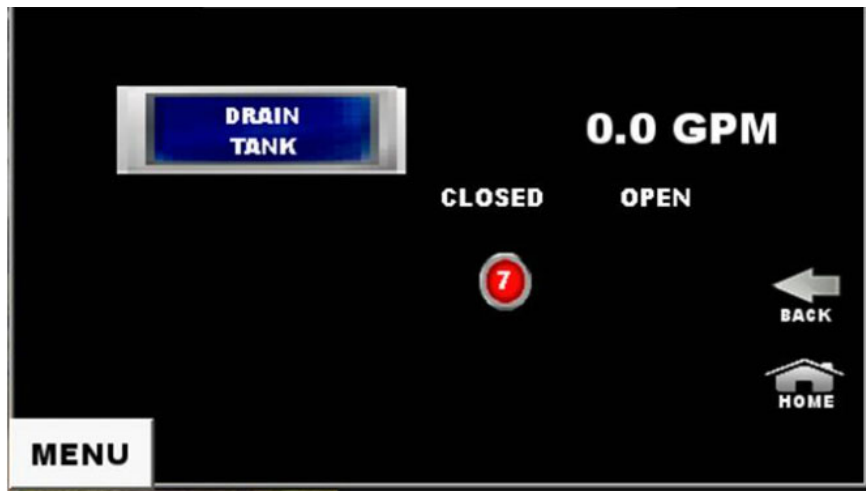 DRAIN
TANK
0.0 GPM
CLOSED
OPEN
7
BACK
HOME
MENU